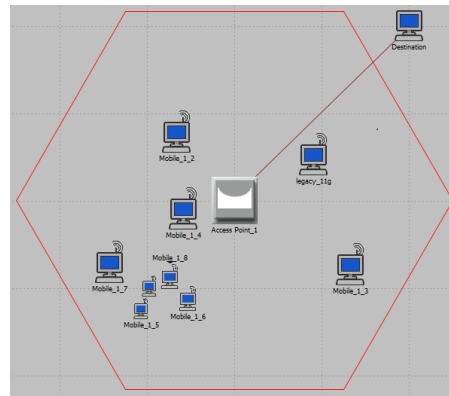 Destination
Mobile_1_2
legacy_11g
Mobile_1_4
Access Point_1
Mobile_1_8
Mobile_1_7
Mobile_1_3
Mobile_1_6
Mobile_1_5